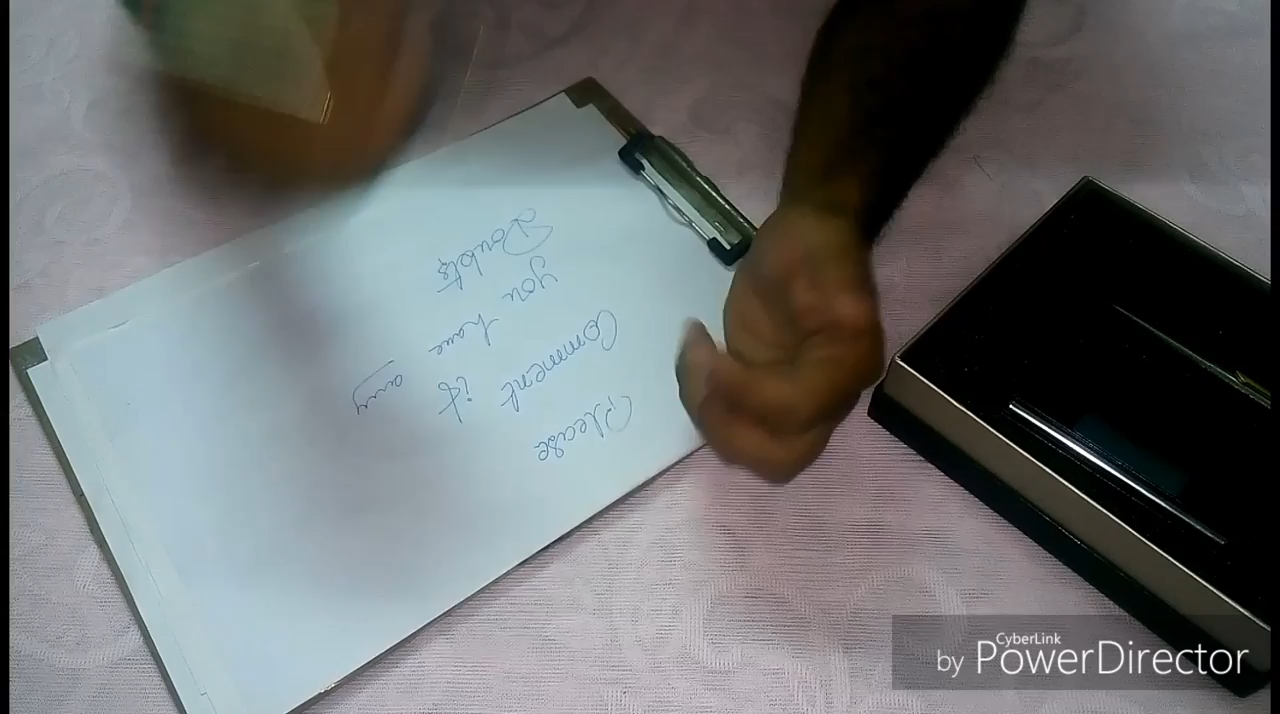 Please
Comment if any
you have
Doubts
CyberLink
by PowerDirector